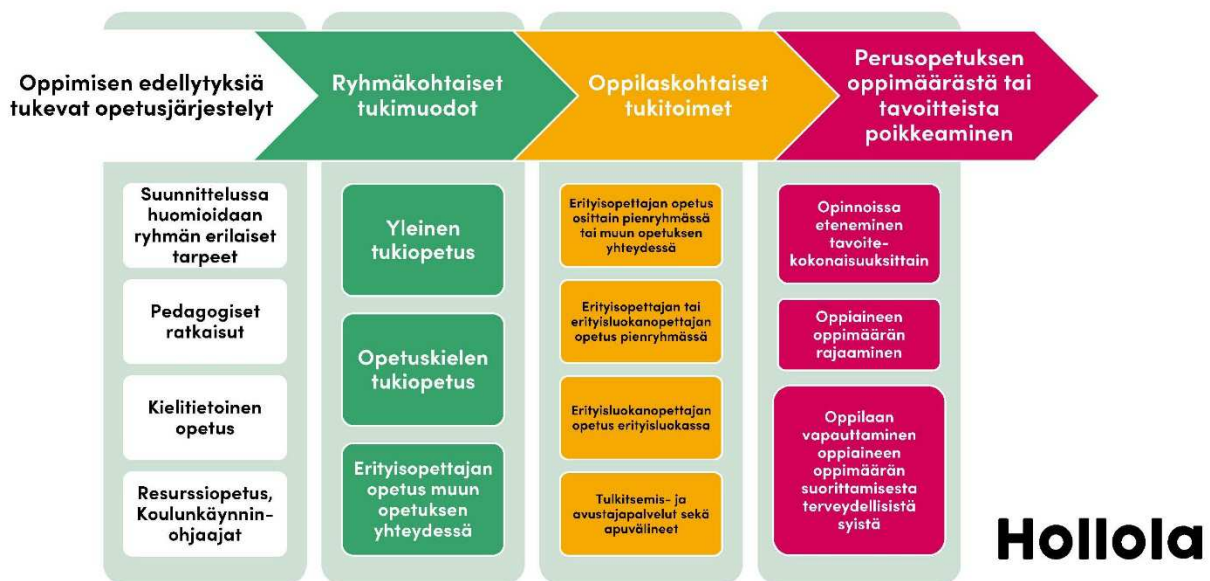 Oppimisen edellytyksiä
tukevat opetusjärjestelyt
Ryhmäkohtaiset
tukimuodot
Oppilaskohtaiset
tukitoimet
Perusopetuksen
oppimäärästä tai
tavoitteista
poikkeaminen
Suunnittelussa
huomioidaan
ryhmän erilaiset
tarpeet
Pedagogiset
ratkaisut
Kielitietoinen
opetus
Resurssiopetus,
Koulunkäynnin-
ohjaajat
Yleinen
tukiopetus
Opetuskielen
tukiopetus
Erityisopettajan
opetus muun
opetuksen
yhteydessä
Erityisopettajan opetus
osittain pienryhmässä
tai muun opetuksen
yhteydessä
Erityisopettajan tai
erityisluokanopettajan
opetus pienryhmässä
Erityisluokanopettajan
opetus erityisluokassa
Tulkitsemis- ja
avustajapalvelut sekä
apuvälineet
Opinnoissa
eteneminen
tavoite-
kokonaisuuksittain
Oppiaineen
oppimäärän
rajaaminen
Oppilaan
vapauttaminen
oppiaineen
oppimäärän
suorittamisesta
terveydellisistä
syistä
Hollola